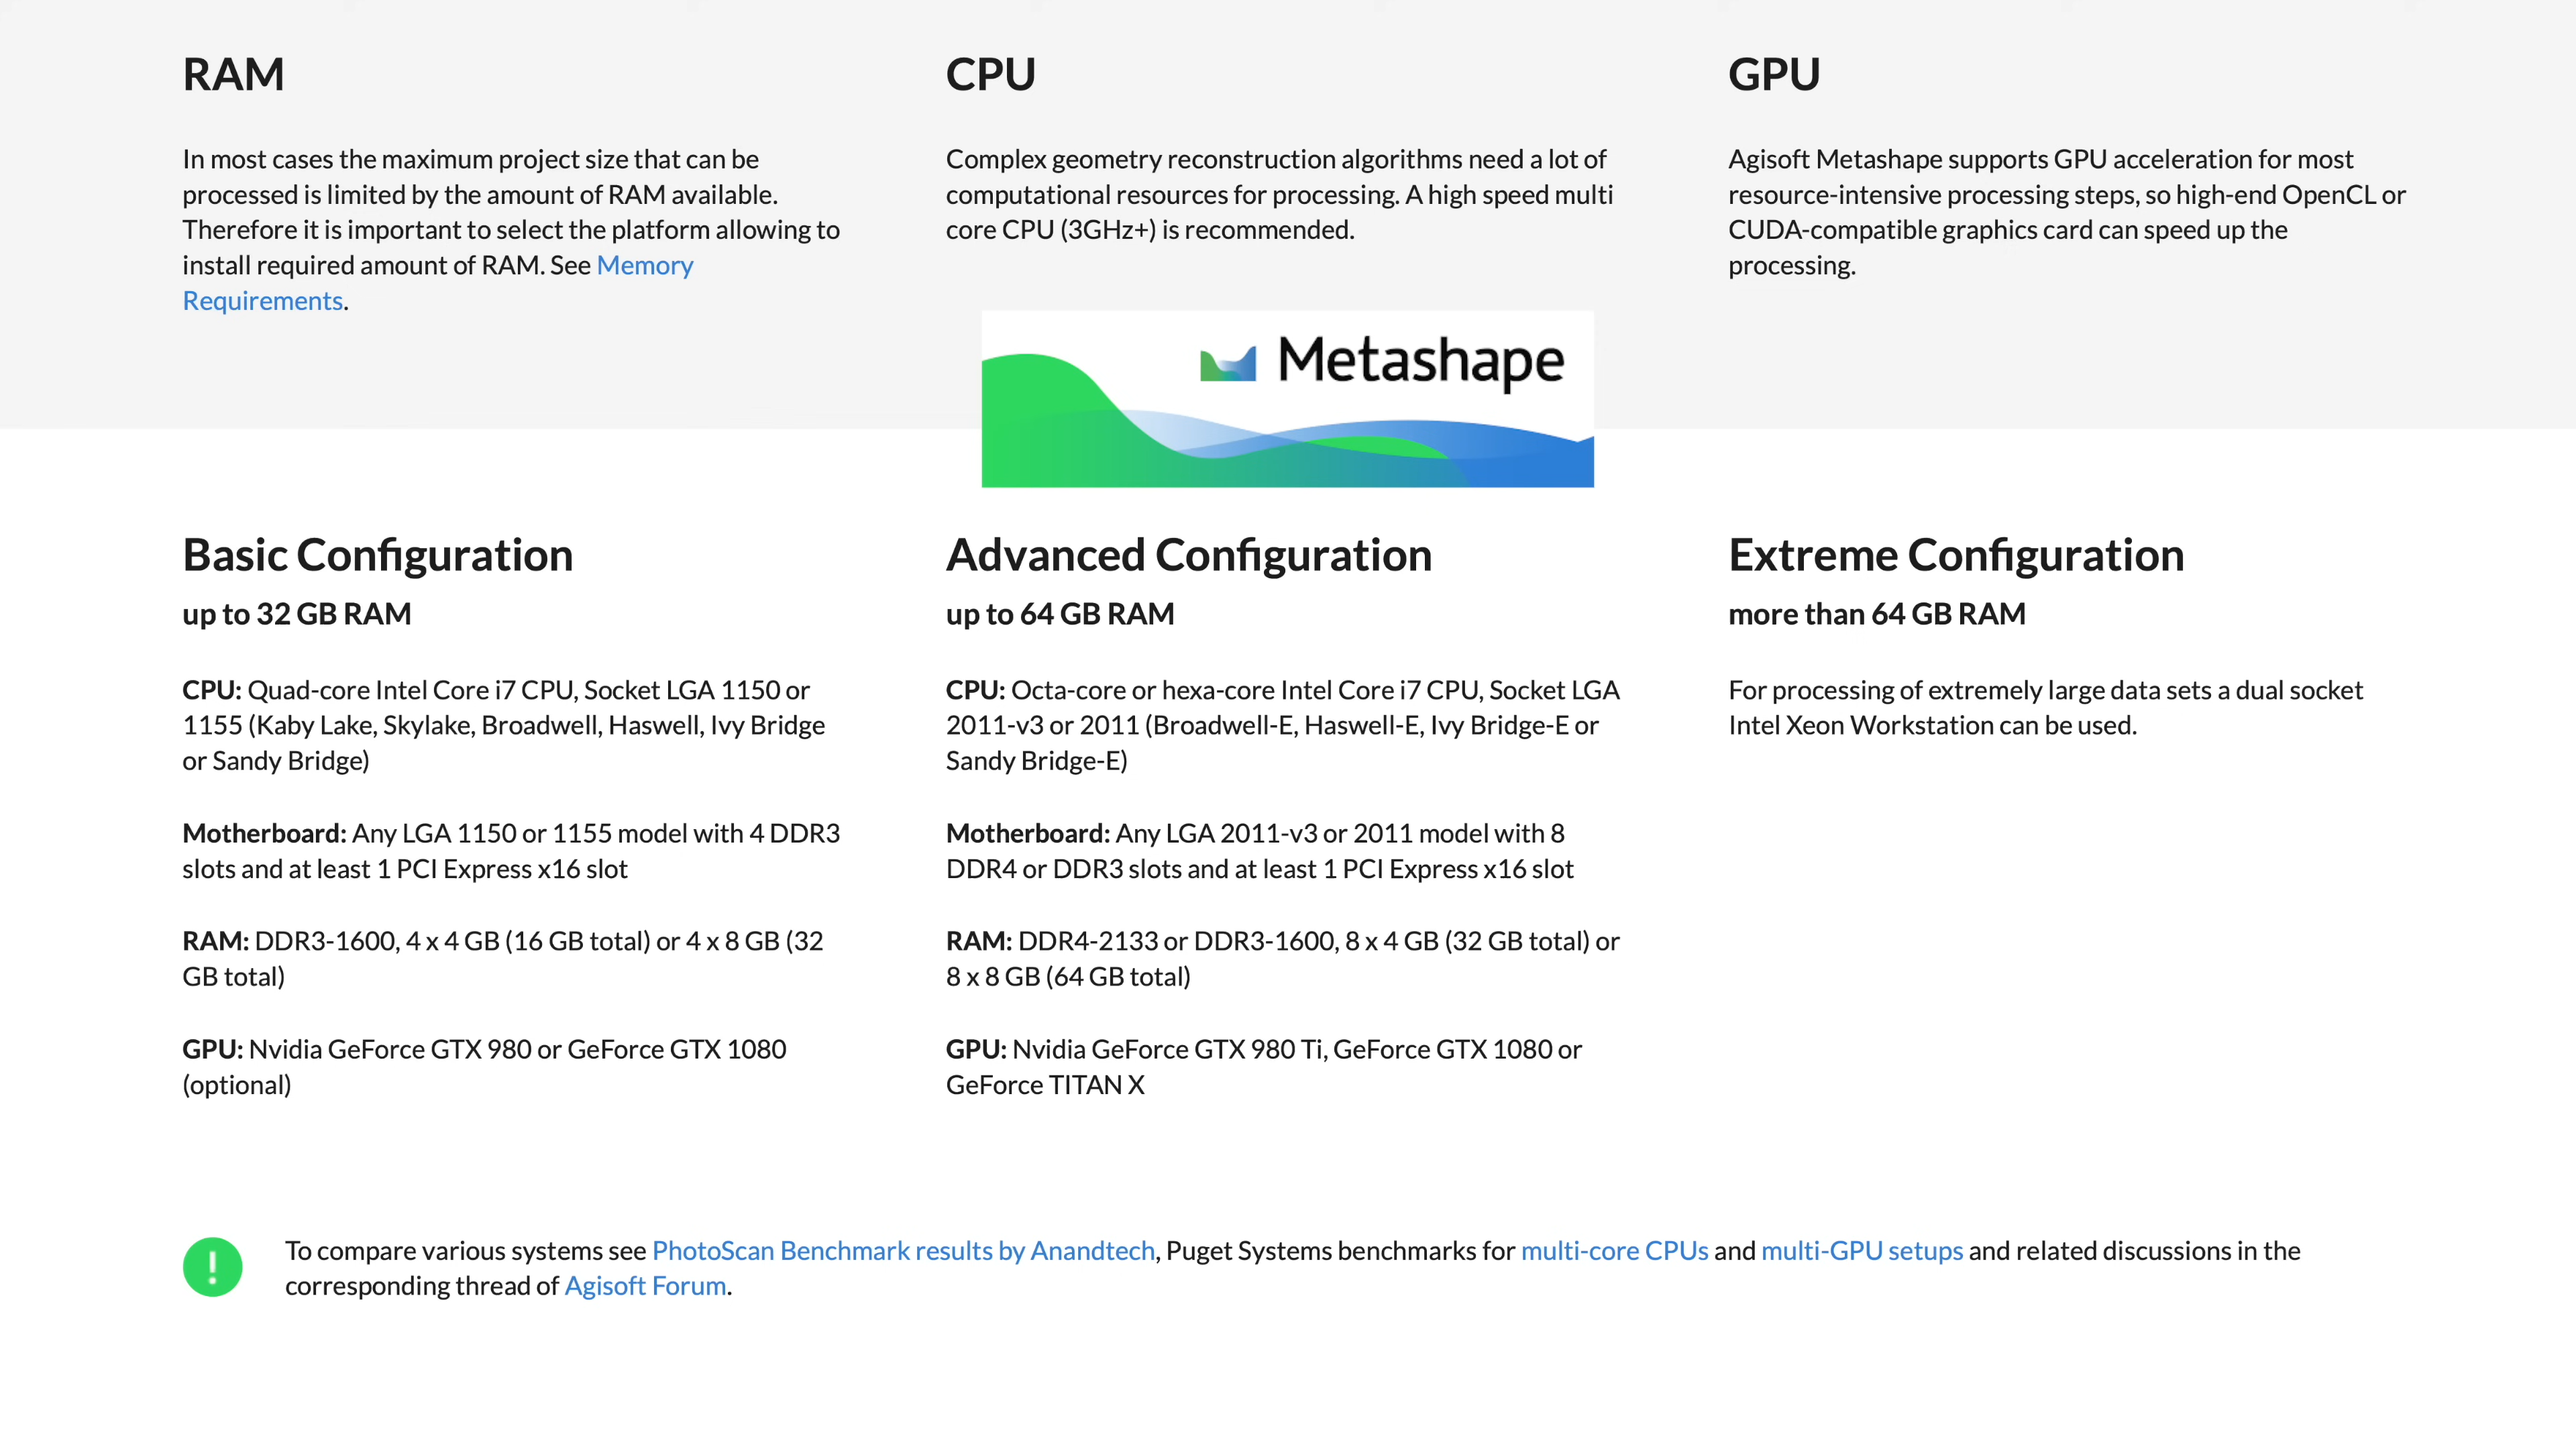 RAM
In most cases the maximum project size that can be
processed is limited by the amount of RAM available.
Therefore it is important to select the platform allowing to
install required amount of RAM. See Memory
Requirements.
CPU
Complex geometry reconstruction algorithms need a lot of
computational resources for processing. A high speed multi
core CPU (3GHz+) is recommended.
GPU
Agisoft Metashape supports GPU acceleration for most
resource-intensive processing steps, so high-end OpenCL or
CUDA-compatible graphics card can speed up the
processing.
Metashape
Basic Configuration
up to 32 GB RAM
CPU: Quad-core Intel Core i7 CPU, Socket LGA 1150 or
1155 (Kaby Lake, Skylake, Broadwell, Haswell, Ivy Bridge
or Sandy Bridge)
Motherboard: Any LGA 1150 or 1155 model with 4 DDR3
slots and at least 1 PCI Express x16 slot
RAM: DDR3-1600, 4 x 4 GB (16 GB total) or 4 x 8 GB (32
GB total)
GPU: Nvidia GeForce GTX 980 or GeForce GTX 1080
(optional)
Advanced Configuration
up to 64 GB RAM
CPU: Octa-core or hexa-core Intel Core i7 CPU, Socket LGA
2011-v3 or 2011 (Broadwell-E, Haswell-E, Ivy Bridge-E or
Sandy Bridge-E)
Motherboard: Any LGA 2011-v3 or 2011 model with 8
DDR4 or DDR3 slots and at least 1 PCI Express x16 slot
RAM: DDR4-2133 or DDR3-1600, 8 x 4 GB (32 GB total) or
8 x 8 GB (64 GB total)
GPU: Nvidia GeForce GTX 980 Ti, GeForce GTX 1080 or
GeForce TITAN X
Extreme Configuration
more than 64 GB RAM
For processing of extremely large data sets a dual socket
Intel Xeon Workstation can be used.
To compare various systems see PhotoScan Benchmark results by Anandtech, Puget Systems benchmarks for multi-core CPUs and multi-GPU setups and related discussions in the
corresponding thread of Agisoft Forum.